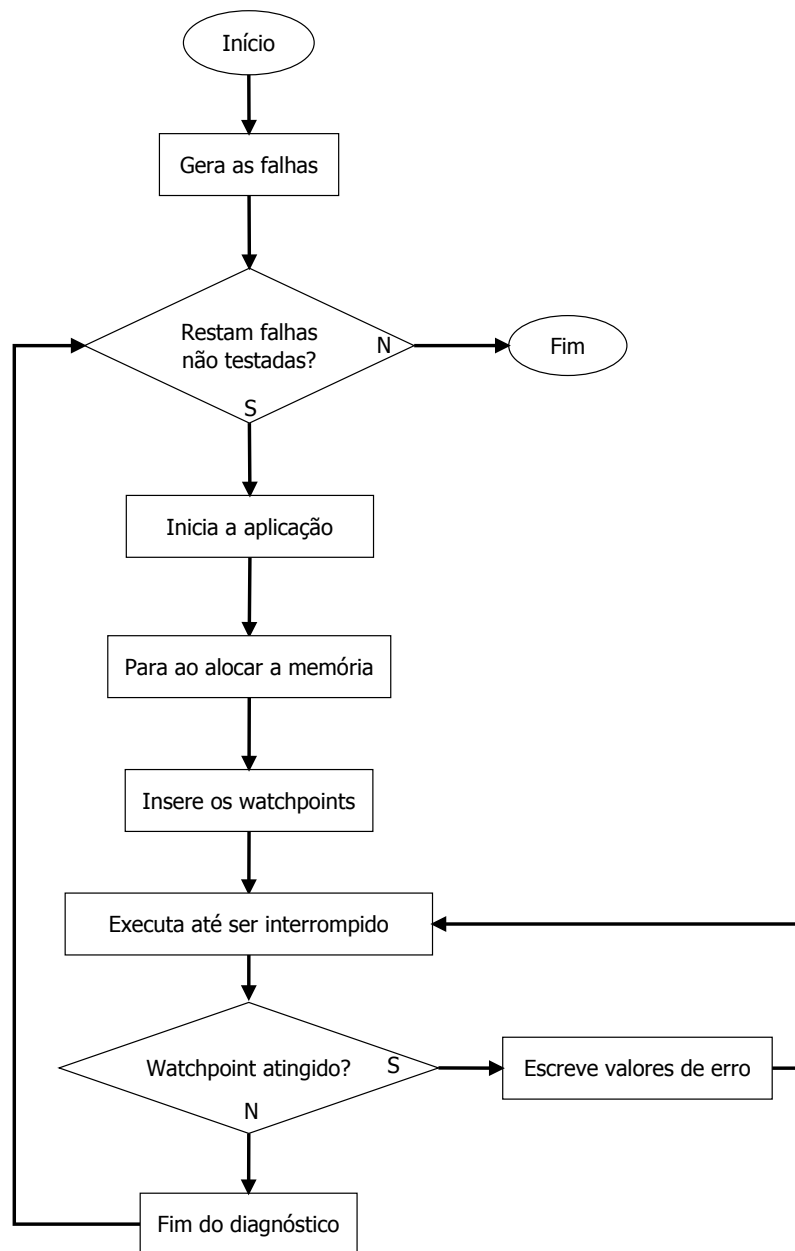 Início
Gera as falhas
Restam falhas
não testadas?
N
Fim
S
Inicia a aplicação
Para ao alocar a memória
Insere os watchpoints
Executa até ser interrompido
Watchpoint atingido?
S
Escreve valores de erro
N
Fim do diagnóstico